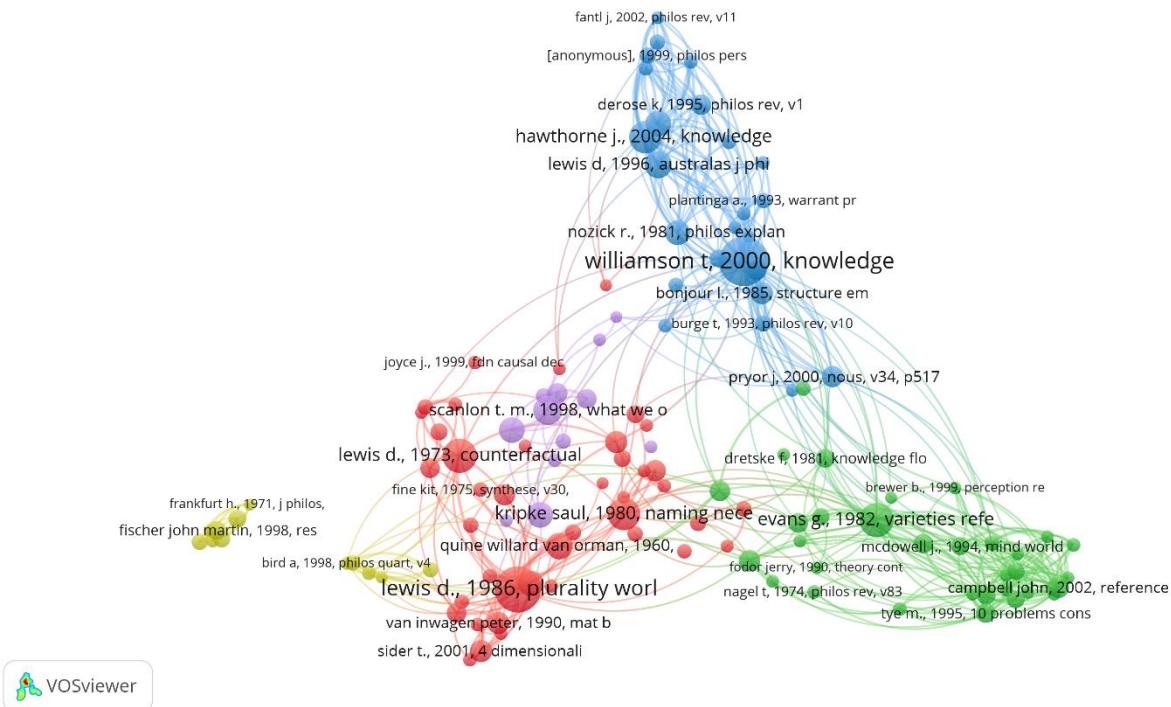 fantl j, 2002, philos rev, v11
[anonymous], 1999, philos pers
derose k, 1995, philos rev, v1
hawthorne j., 2004, knowledge
lewis d, 1996, australas j phi
plantinga a., 1993, warrant pr
nozick r., 1981, philos explan
williamson t, 2000, knowledge
bonjour l., 1985, structure em
burge t, 1993, philos rev, v10
joyce j., 1999, fdn causal dec
pryor j, 2000, nous, v34, p517
scanlon t. m., 1998, what we o
lewis d., 1973, counterfactual
dretske f, 1981, knowledge flo
fine kit, 1975, synthese, v30,
brewer b., 1999, perception re
frankfurt h., 1971, j philos,
kripke saul, 1980, naming nece
evans g., 1982, varieties refe
fischer john martin, 1998, res
quine willard van orman, 1960,
mcdowell j., 1994, mind world
bird a, 1998, philos quart, v4
fodor jerry, 1990, theory cont
lewis d., 1986, plurality worl
nagel t, 1974, philos rev, v83
campbell john, 2002, reference
tye m., 1995, 10 problems cons
van inwagen peter, 1990, mat b
sider t., 2001, 4 dimensionali
VOSviewer